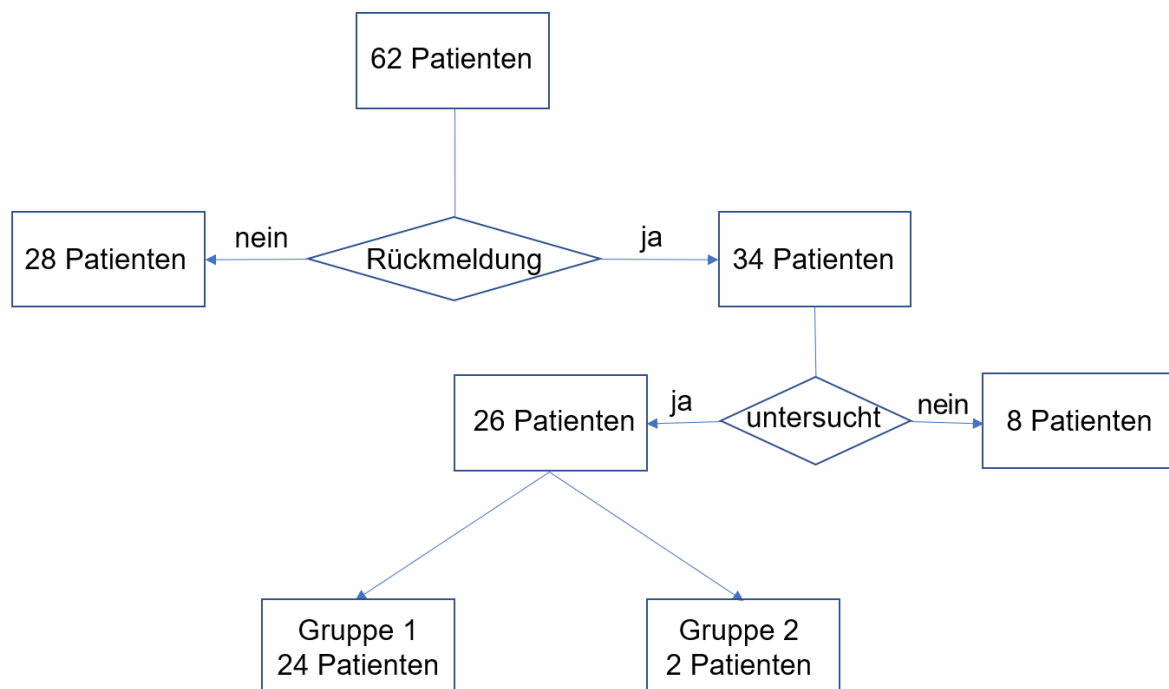 62 Patienten
28 Patienten
nein
Rückmeldung
ja
34 Patienten
26 Patienten
ja
untersucht
nein
8 Patienten
Gruppe 1
24 Patienten
Gruppe 2
2 Patienten